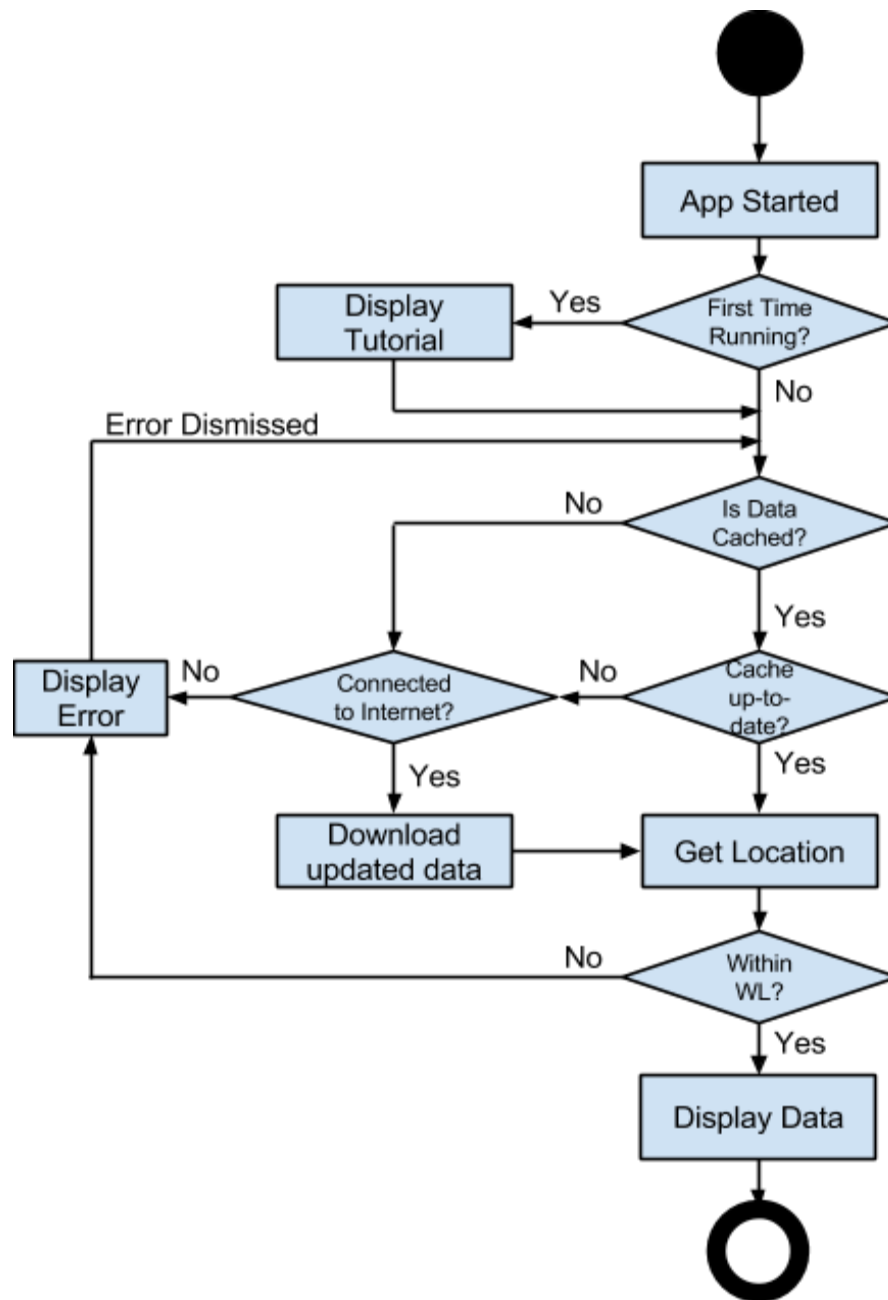 App Started
First Time
Running?
Yes
Display
Tutorial
No
Error Dismissed
Is Data
Cached?
No
Yes
Cache
up-to-
date?
No
Connected
to Internet?
No
Display
Error
Yes
Yes
Download
updated data
Get Location
Within
WL?
No
Yes
Display Data